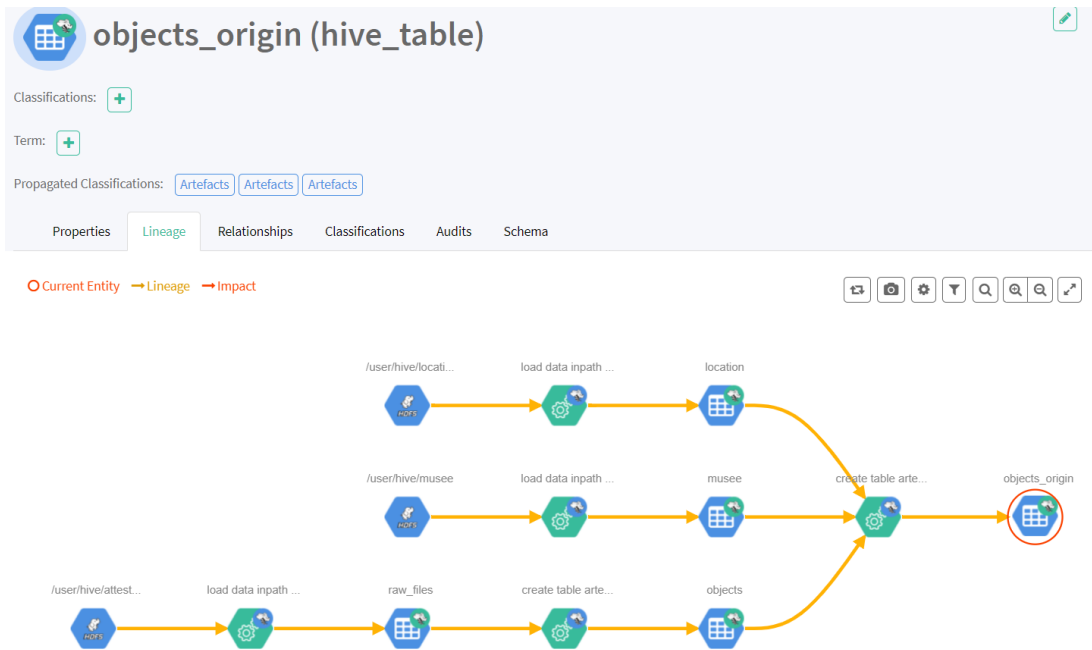 objects_origin (hive_table)
Classifications:
Term:
Propagated Classifications: Artefacts Artefacts Artefacts
Properties Lineage Relationships Classifications Audits Schema
Current Entity Lineage Impact
/user/hive/locati... load data inpath ... location
HDFS
/user/hive/musee load data inpath ... musee create table arte... objects_origin
HDFS
/user/hive/attest... load data inpath ... raw_files create table arte... objects
HDFS